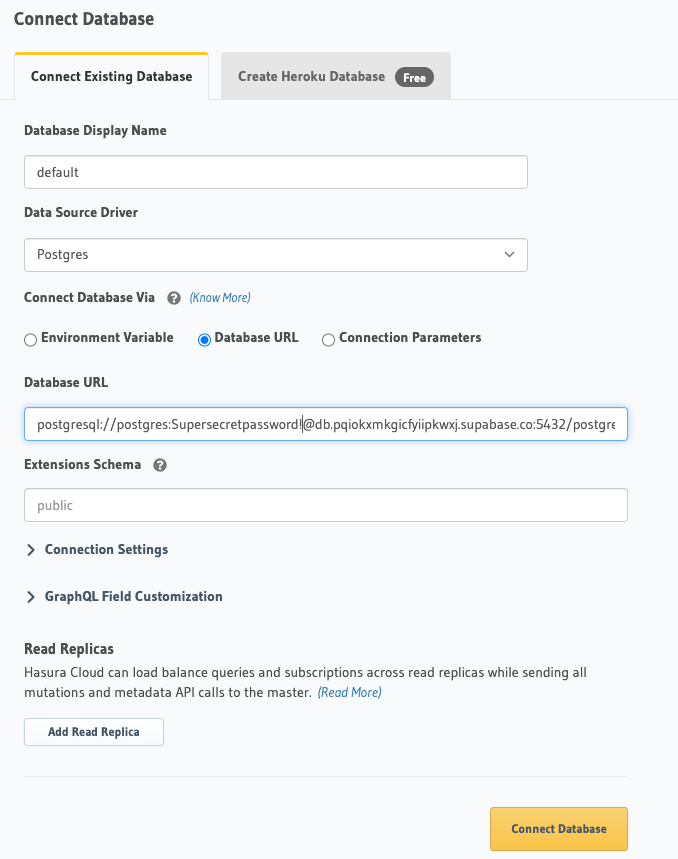 Connect Database
Connect Existing Database
Create Heroku Database Free
Database Display Name
default
Data Source Driver
Postgres
Connect Database Via ? (Know More)
Environment Variable Database URL Connection Parameters
Database URL
postgresql://postgres:Supersecretpassword!@db.pqiokxmkgicfyiipkwxj.supabase.co:5432/postgre
Extensions Schema ?
public
Connection Settings
GraphQL Field Customization
Read Replicas
Hasura Cloud can load balance queries and subscriptions across read replicas while sending all
mutations and metadata API calls to the master. (Read More)
Add Read Replica
Connect Database